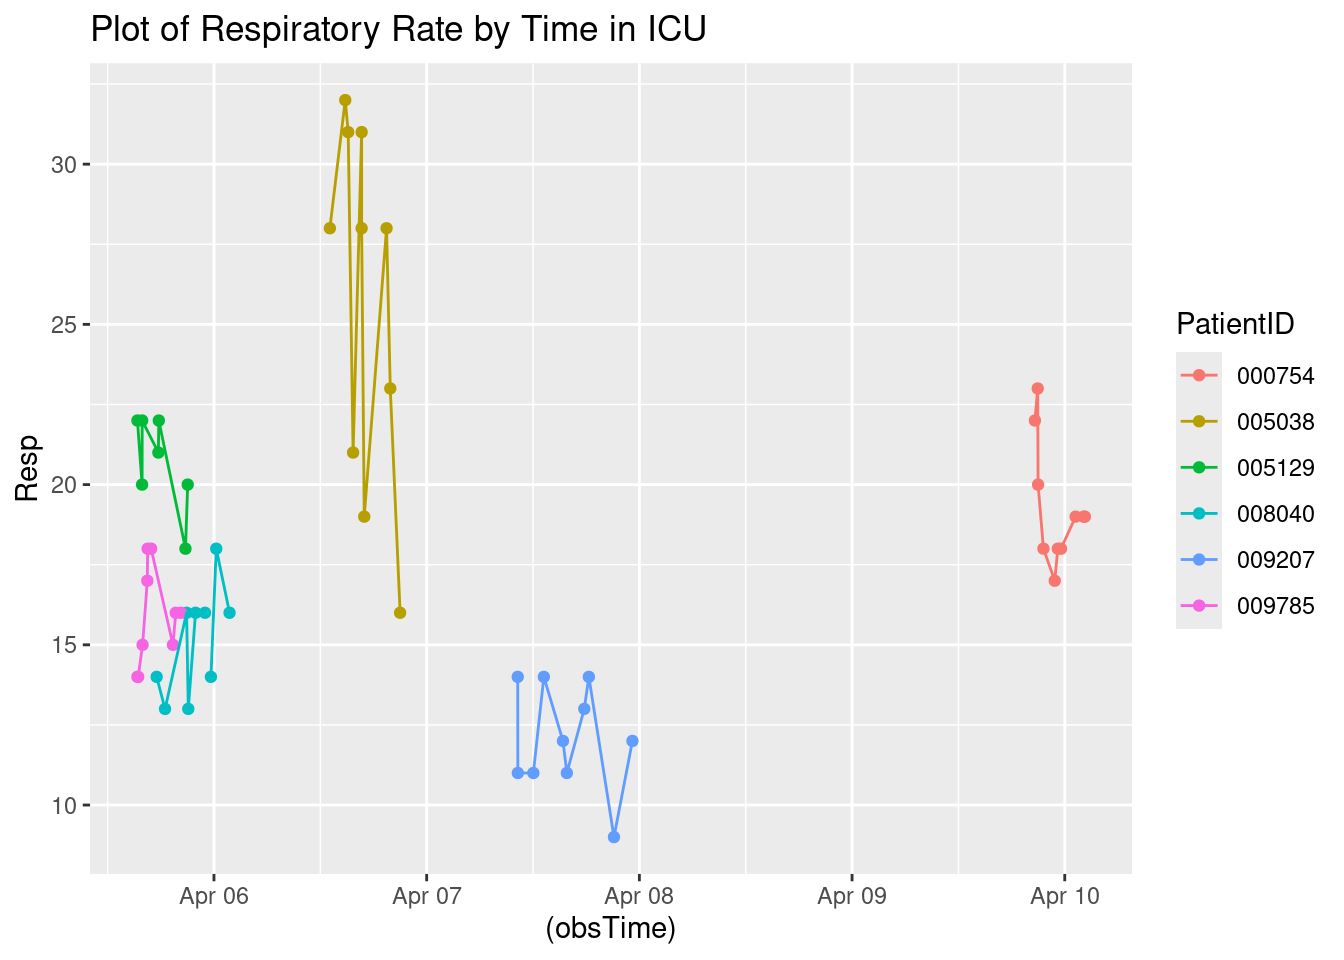 Plot of Respiratory Rate by Time in ICU
Resp
30
25
20
15
10
Apr 06 Apr 07 Apr 08 Apr 09 Apr 10
(obsTime)
PatientID
000754
005038
005129
008040
009207
009785